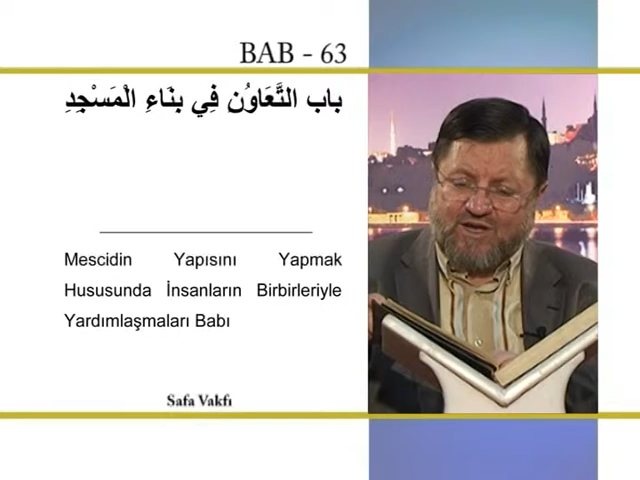 BAB - 63
باب التَّعَاوُنِ فِي بِنَاءِ الْمَسْجِدِ
Mescidin Yapısını Yapmak
Hususunda İnsanların Birbirleriyle
Yardımlaşmaları Babı
Safa Vakfı